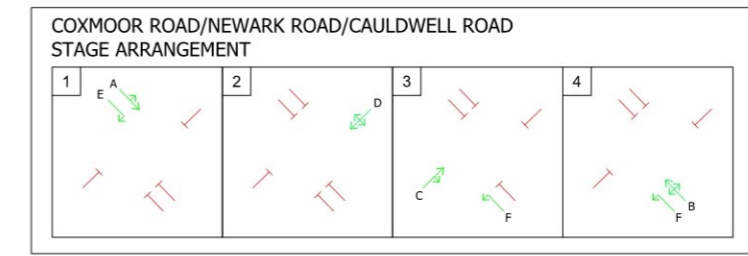 COXMOOR ROAD/NEWARK ROAD/CAULDWELL ROAD
STAGE ARRANGEMENT
1
A
E
2
D
3
C
F
4
B
F